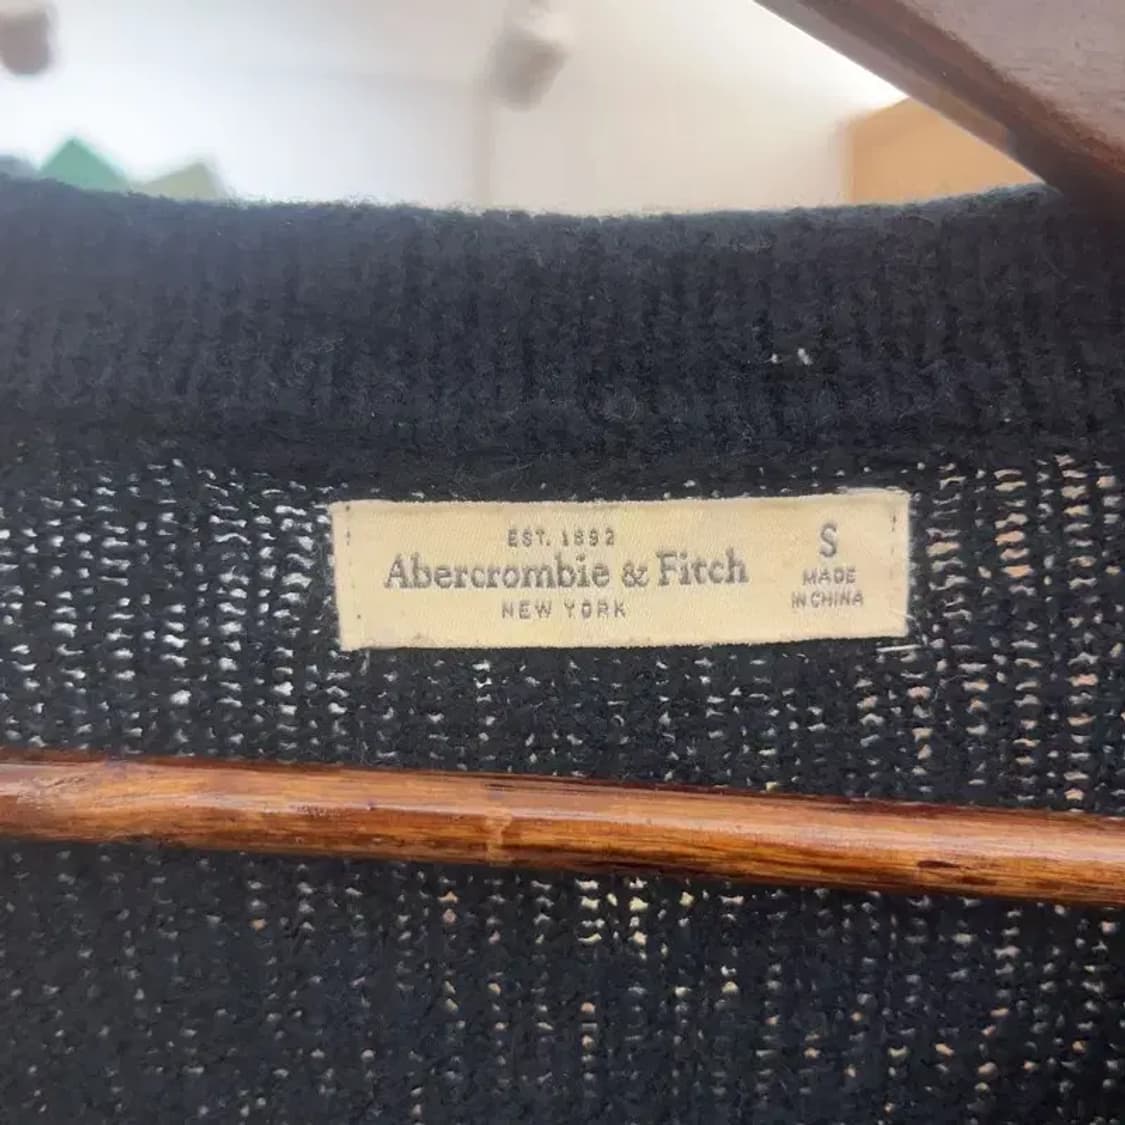 EST. 1892
Abercrombie & Fitch
NEW YORK
S
MADE
IN CHINA